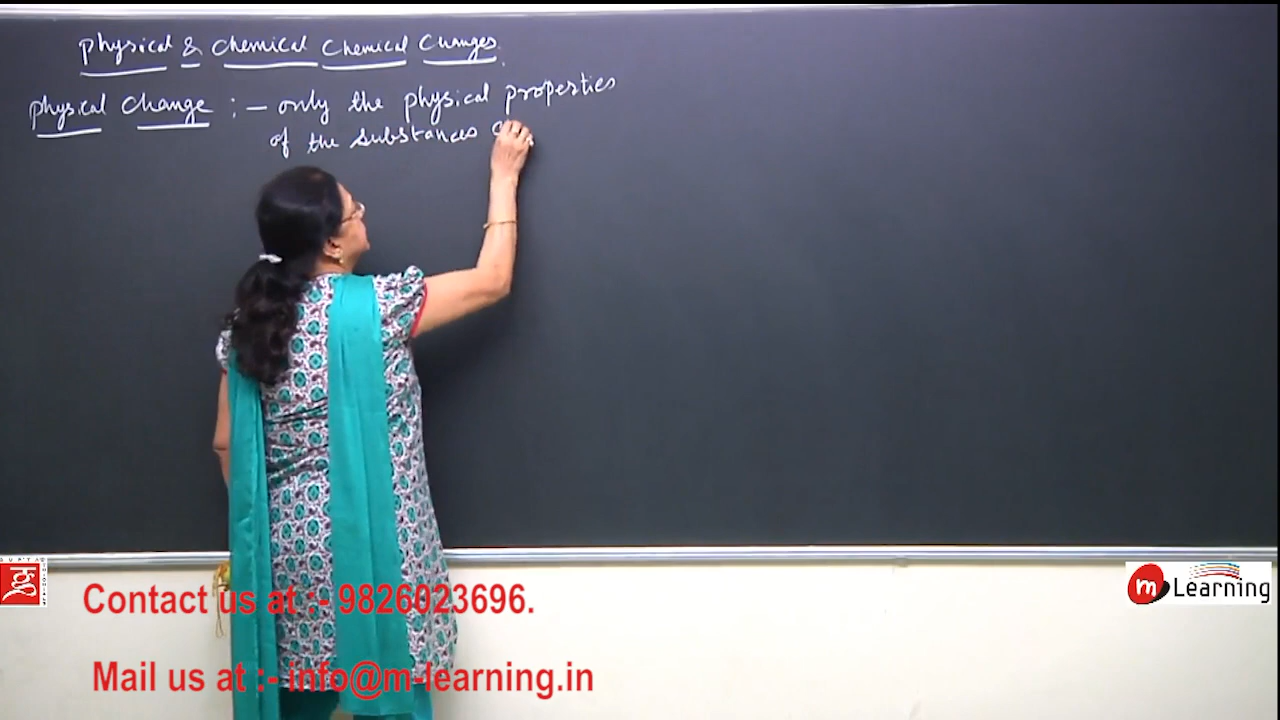 Physical & Chemical Chemical Changes.
Physical Change :- only the physical properties
of the substances
Contact us at :- 9826023696.
Mail us at :- info@m-learning.in
m Learning